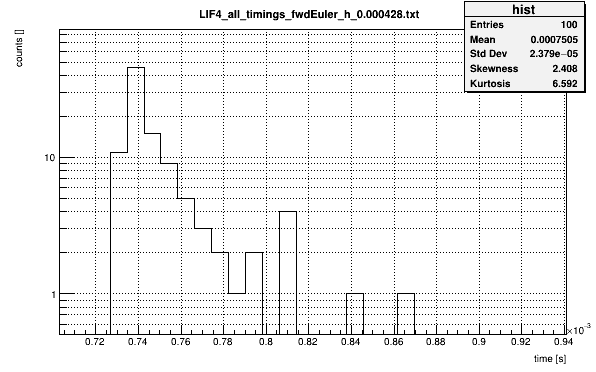 LIF4_all_timings_fwdEuler_h_0.000428.txt
hist
Entries 100
Mean 0.0007505
Std Dev 2.379e−05
Skewness 2.408
Kurtosis 6.592
counts []
10
1
0.72 0.74 0.76 0.78 0.8 0.82 0.84 0.86 0.88 0.9 0.92 0.94
×10⁻³
time [s]